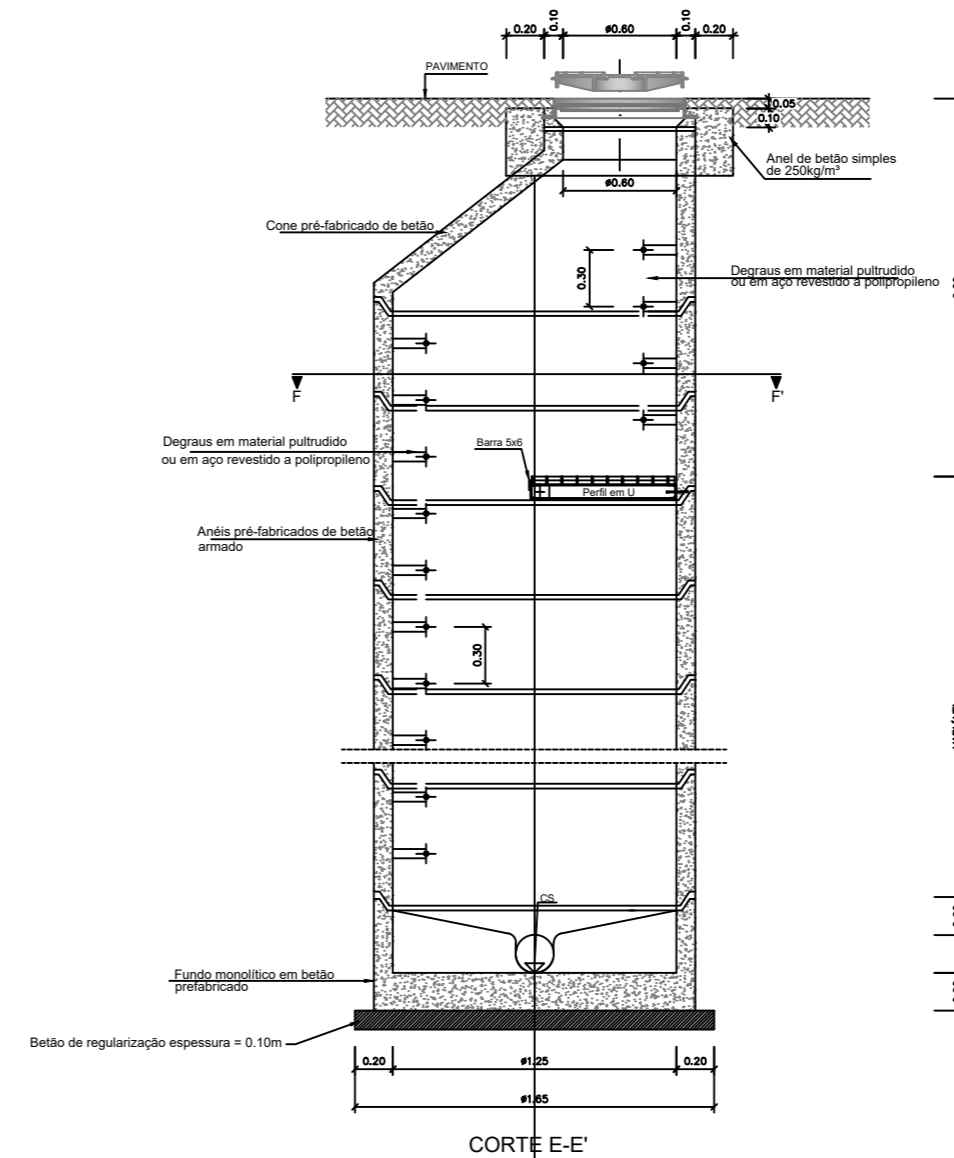 0.20
0.10
ø0.60
0.10
0.20
PAVIMENTO
0.05
0.10
Anel de betão simples
de 250kg/m³
ø0.60
Cone pré-fabricado de betão
0.30
Degraus em material pultrudido
ou em aço revestido a polipropileno
F
F'
Degraus em material pultrudido
ou em aço revestido a polipropileno
Barra 5x6
Perfil em U
Anéis pré-fabricados de betão
armado
0.30
CS
Fundo monolítico em betão
prefabricado
Betão de regularização espessura = 0.10m
0.20
ø1.25
0.20
ø1.65
CORTE E-E'